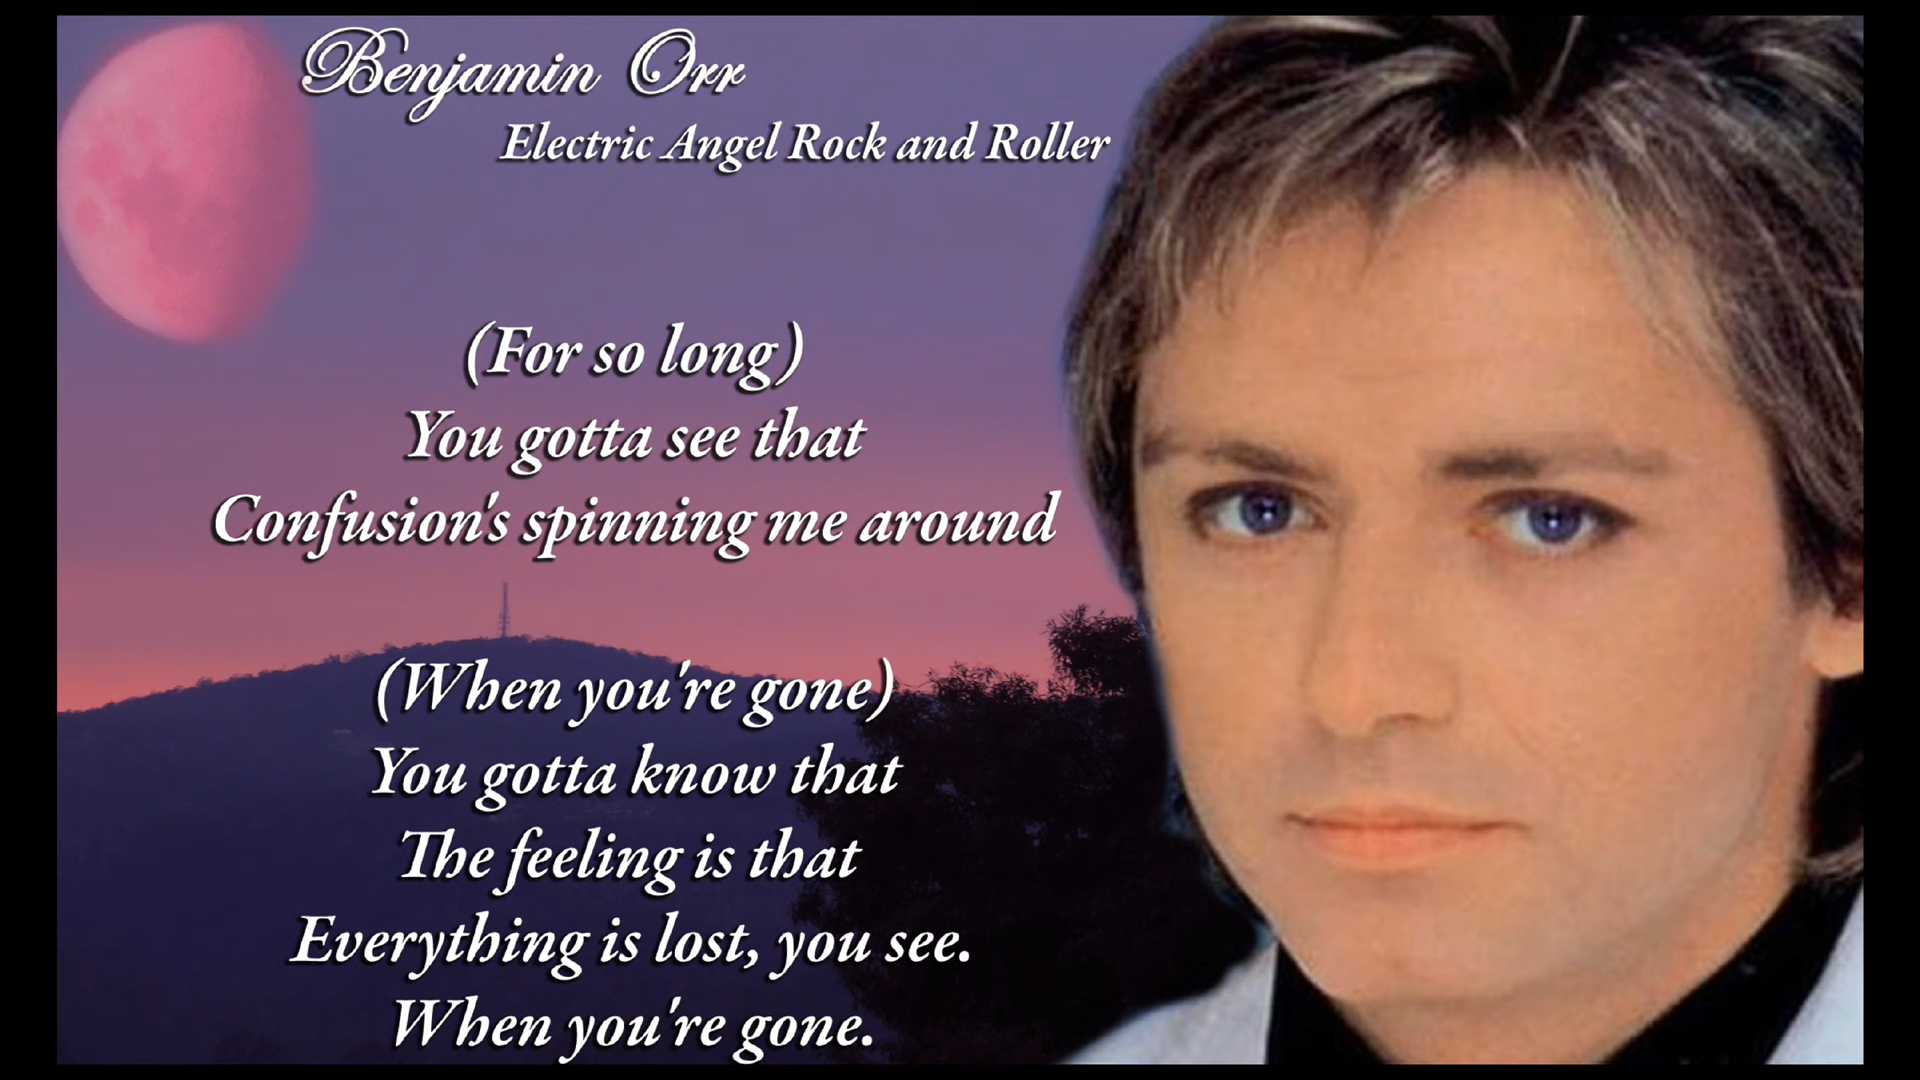 Benjamin Orr
Electric Angel Rock and Roller
(For so long)
You gotta see that
Confusion's spinning me around
(When you're gone)
You gotta know that
The feeling is that
Everything is lost, you see.
When you're gone.